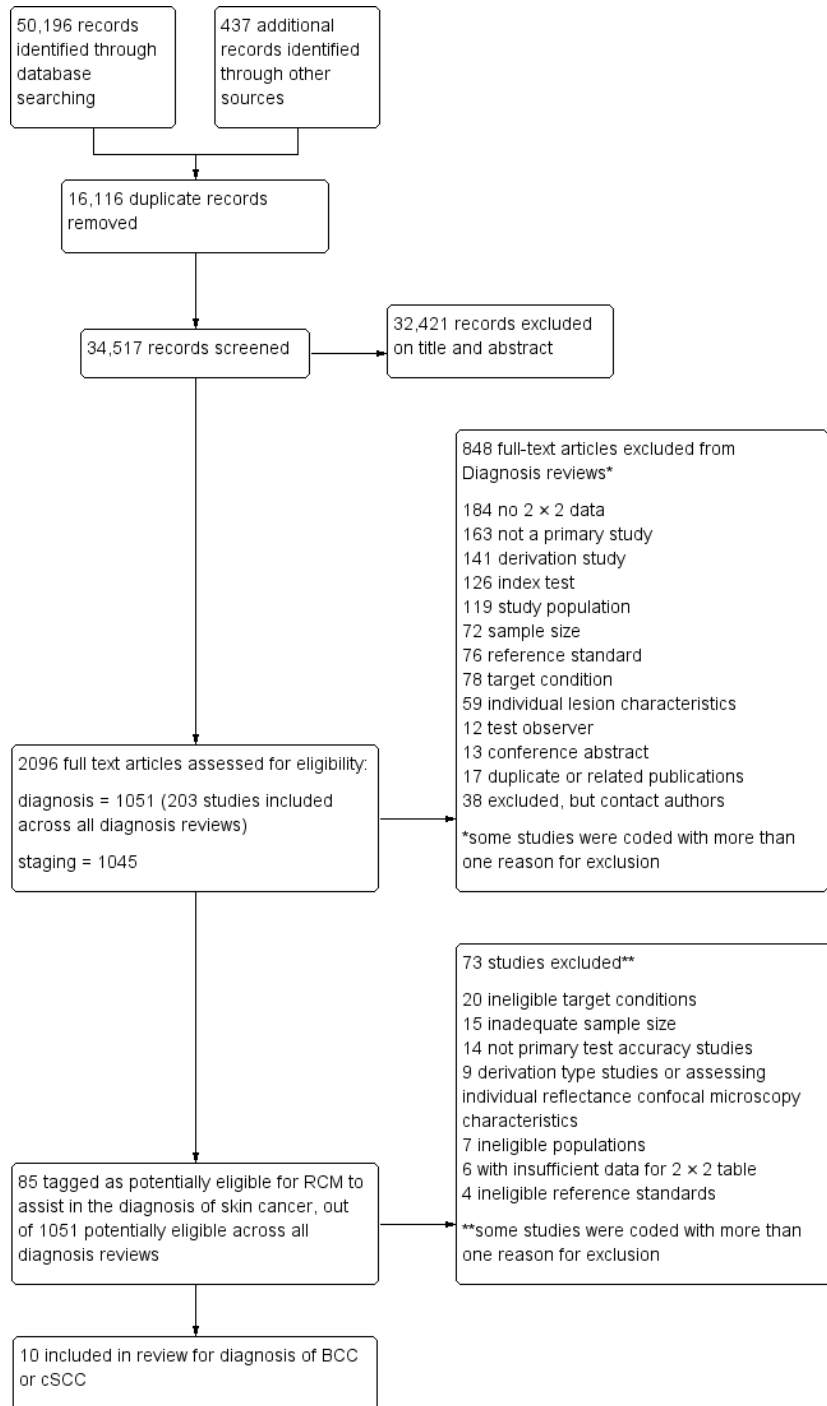 50,196 records
identified through
database
searching
437 additional
records identified
through other
sources
16,116 duplicate records
removed
34,517 records screened
32,421 records excluded
on title and abstract
848 full-text articles excluded from
Diagnosis reviews*
184 no 2 × 2 data
163 not a primary study
141 derivation study
126 index test
119 study population
72 sample size
76 reference standard
78 target condition
59 individual lesion characteristics
12 test observer
13 conference abstract
17 duplicate or related publications
38 excluded, but contact authors
*some studies were coded with more than
one reason for exclusion
2096 full text articles assessed for eligibility:
diagnosis = 1051 (203 studies included
across all diagnosis reviews)
staging = 1045
73 studies excluded**
20 ineligible target conditions
15 inadequate sample size
14 not primary test accuracy studies
9 derivation type studies or assessing
individual reflectance confocal microscopy
characteristics
7 ineligible populations
6 with insufficient data for 2 × 2 table
4 ineligible reference standards
**some studies were coded with more than
one reason for exclusion
85 tagged as potentially eligible for RCM to
assist in the diagnosis of skin cancer, out
of 1051 potentially eligible across all
diagnosis reviews
10 included in review for diagnosis of BCC
or cSCC